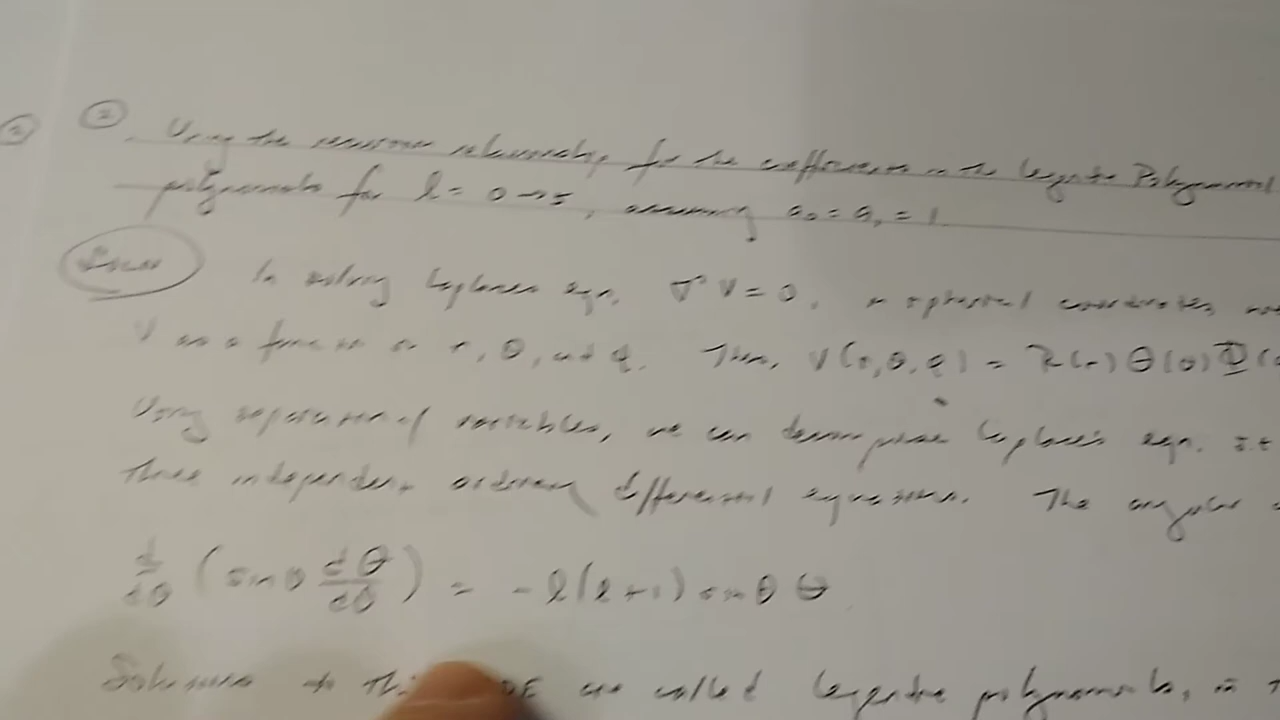 ② . Using the recursion relationship for the coefficients in the Legendre Polynomial
polynomials for l = 0 → 5, assuming a₀ = a₁ = 1
In solving Laplace's eqn. ∇² V = 0, in spherical coordinates,
V as a function of r, θ, and φ. Then, V(r, θ, φ) = R(r) Θ(θ) Φ(
Using separation of variables, we can decompose Laplace's eqn.
three independent ordinary differential equations. The angular
d/dθ (sin θ dΘ/dθ) = - l(l+1) sin θ Θ
Solutions to this ODE are called Legendre polynomials, in